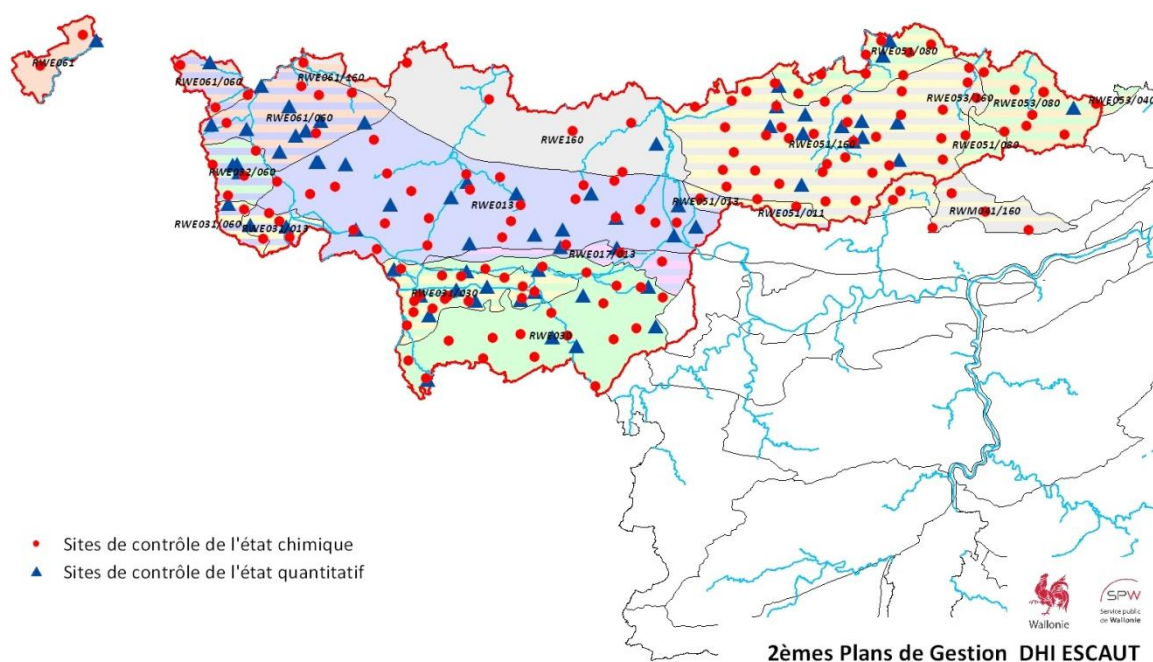 RWE061
RWE061/060
RWE061/160
RWE061/060
RWE032/060
RWE031/060
RWE032/013
RWE160
RWE013
RWE017/013
RWE031/030
RWE030
RWE051/080
RWE053/160
RWE053/080
RWE053/040
RWE051/160
RWE051/080
RWE051/013
RWE051/011
RWM041/160
Sites de contrôle de l'état chimique
Sites de contrôle de l'état quantitatif
Wallonie
SPW
Service public
de Wallonie
2èmes Plans de Gestion DHI ESCAUT